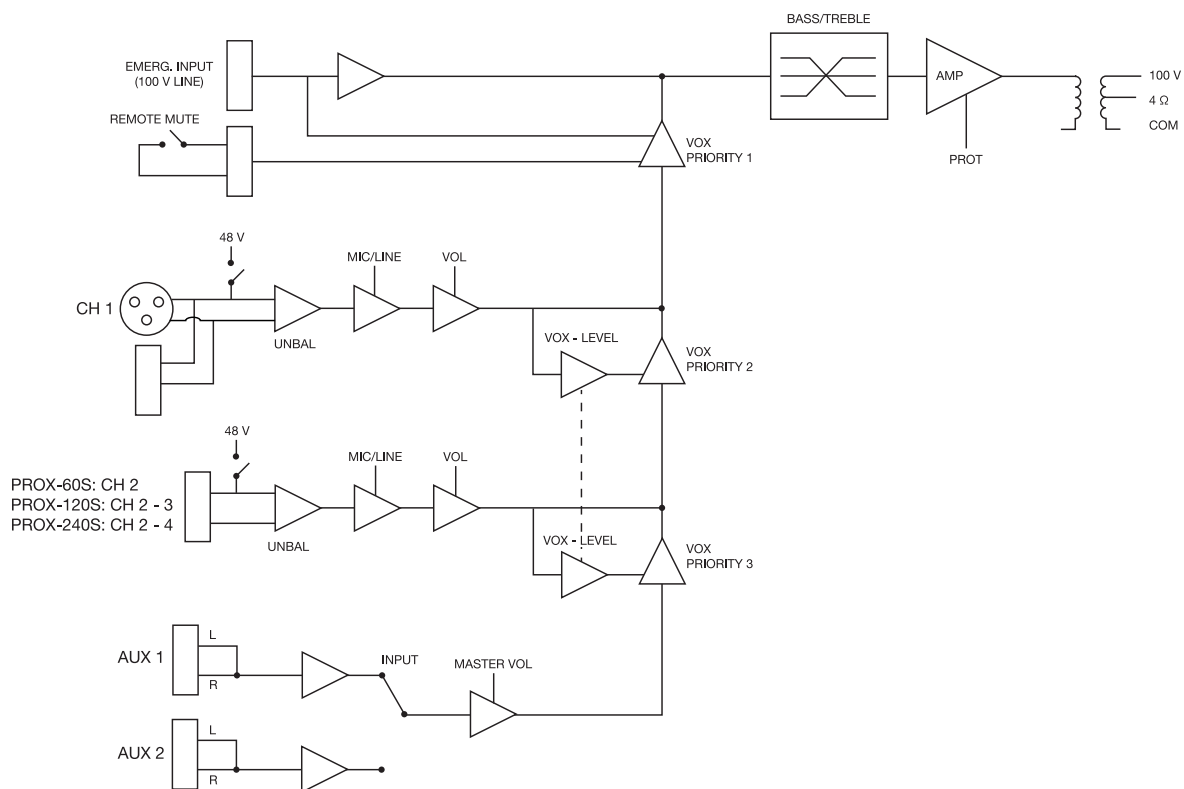 BASS/TREBLE
EMERG. INPUT
(100 V LINE)
AMP
100 V
4 Ω
COM
REMOTE MUTE
VOX
PRIORITY 1
PROT
48 V
MIC/LINE
VOL
CH 1
UNBAL
VOX - LEVEL
VOX
PRIORITY 2
48 V
MIC/LINE
VOL
PROX-60S: CH 2
PROX-120S: CH 2 - 3
PROX-240S: CH 2 - 4
UNBAL
VOX - LEVEL
VOX
PRIORITY 3
AUX 1
L
R
INPUT
MASTER VOL
AUX 2
L
R